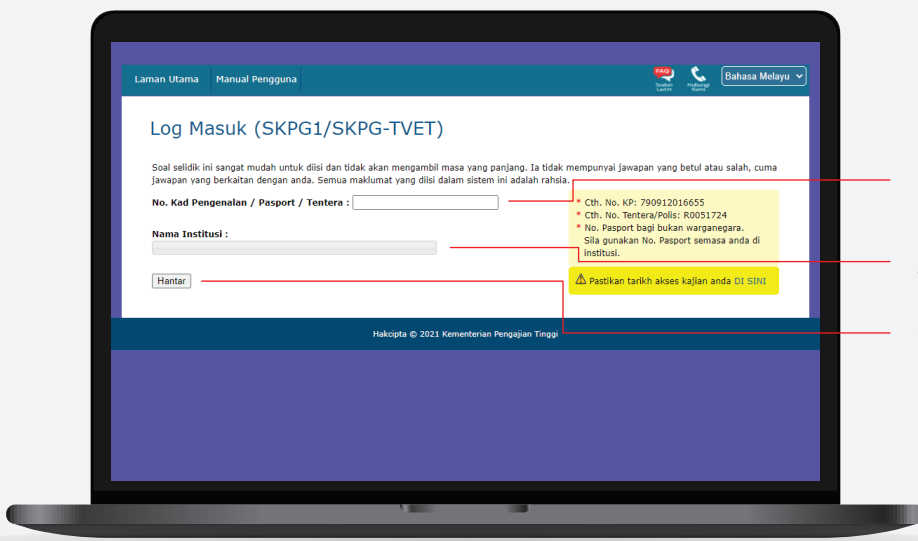 Laman Utama
Manual Pengguna
FAQ
Soalan
Lazim
Hubungi
Kami
Bahasa Melayu
Log Masuk (SKPG1/SKPG-TVET)
Soal selidik ini sangat mudah untuk diisi dan tidak akan mengambil masa yang panjang. Ia tidak mempunyai jawapan yang betul atau salah, cuma
jawapan yang berkaitan dengan anda. Semua maklumat yang diisi dalam sistem ini adalah rahsia.
No. Kad Pengenalan / Pasport / Tentera :
* Cth. No. KP: 790912016655
* Cth. No. Tentera/Polis: R0051724
* No. Pasport bagi bukan warganegara.
Sila gunakan No. Pasport semasa anda di
institusi.
Nama Institusi :
Hantar
Pastikan tarikh akses kajian anda DI SINI
Hakcipta © 2021 Kementerian Pengajian Tinggi